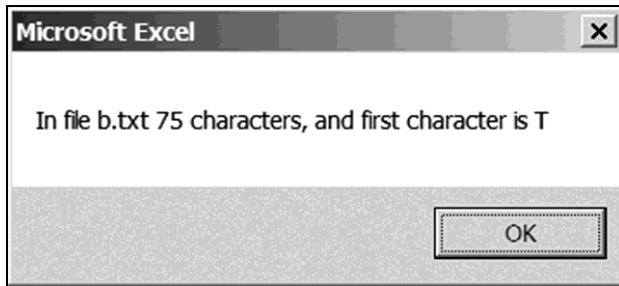 Microsoft Excel
In file b.txt 75 characters, and first character is T
OK